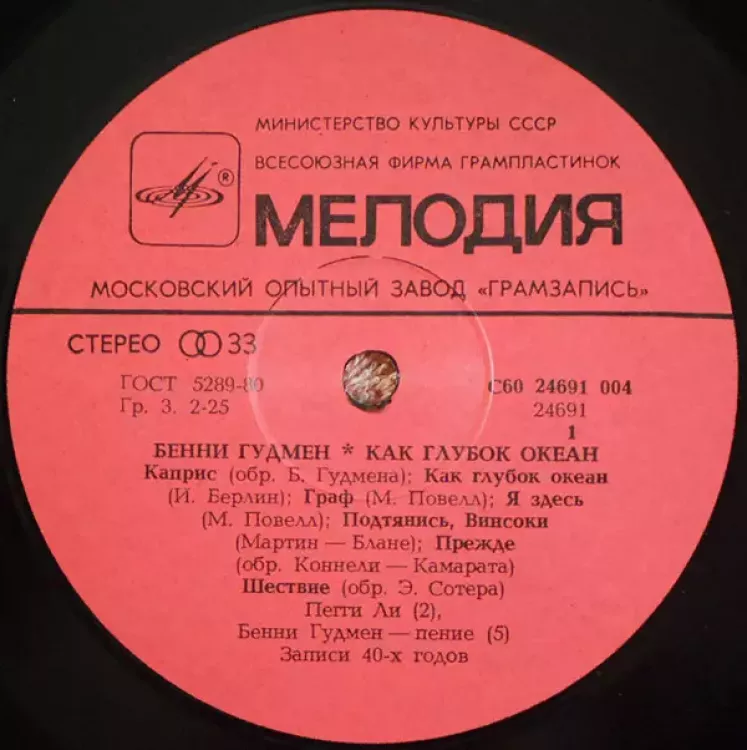 МИНИСТЕРСТВО КУЛЬТУРЫ СССР
ВСЕСОЮЗНАЯ ФИРМА ГРАМПЛАСТИНОК
®
МЕЛОДИЯ
МОСКОВСКИЙ ОПЫТНЫЙ ЗАВОД «ГРАМЗАПИСЬ»
СТЕРЕО 33
ГОСТ 5289-80 С60 24691 004
Гр. 3. 2-25 24691
1
БЕННИ ГУДМЕН * КАК ГЛУБОК ОКЕАН
Каприс (обр. Б. Гудмена); Как глубок океан
(И. Берлин); Граф (М. Повелл); Я здесь
(М. Повелл); Подтянись, Винсоки
(Мартин — Блане); Прежде
(обр. Коннели — Камарата)
Шествие (обр. Э. Сотера)
Пегги Ли (2),
Бенни Гудмен — пение (5)
Записи 40-х годов